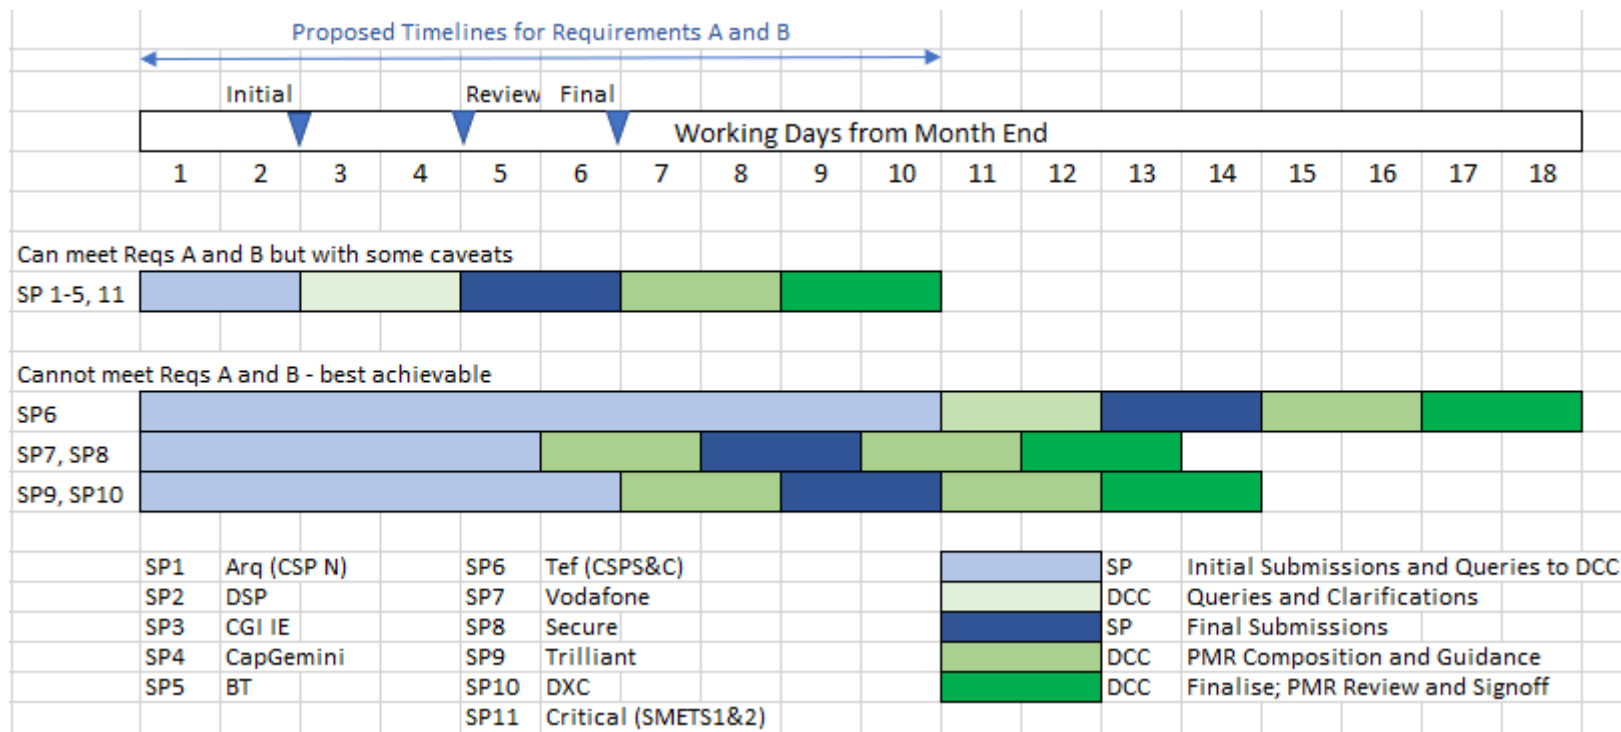 Proposed Timelines for Requirements A and B
Initial Review Final
Working Days from Month End
1 2 3 4 5 6 7 8 9 10 11 12 13 14 15 16 17 18
Can meet Reqs A and B but with some caveats
SP 1-5, 11
Cannot meet Reqs A and B - best achievable
SP6
SP7, SP8
SP9, SP10
SP1 Arq (CSP N) SP6 Tef (CSPS&C) SP Initial Submissions and Queries to DCC
SP2 DSP SP7 Vodafone DCC Queries and Clarifications
SP3 CGI IE SP8 Secure SP Final Submissions
SP4 CapGemini SP9 Trilliant DCC PMR Composition and Guidance
SP5 BT SP10 DXC DCC Finalise; PMR Review and Signoff
SP11 Critical (SMETS1&2)